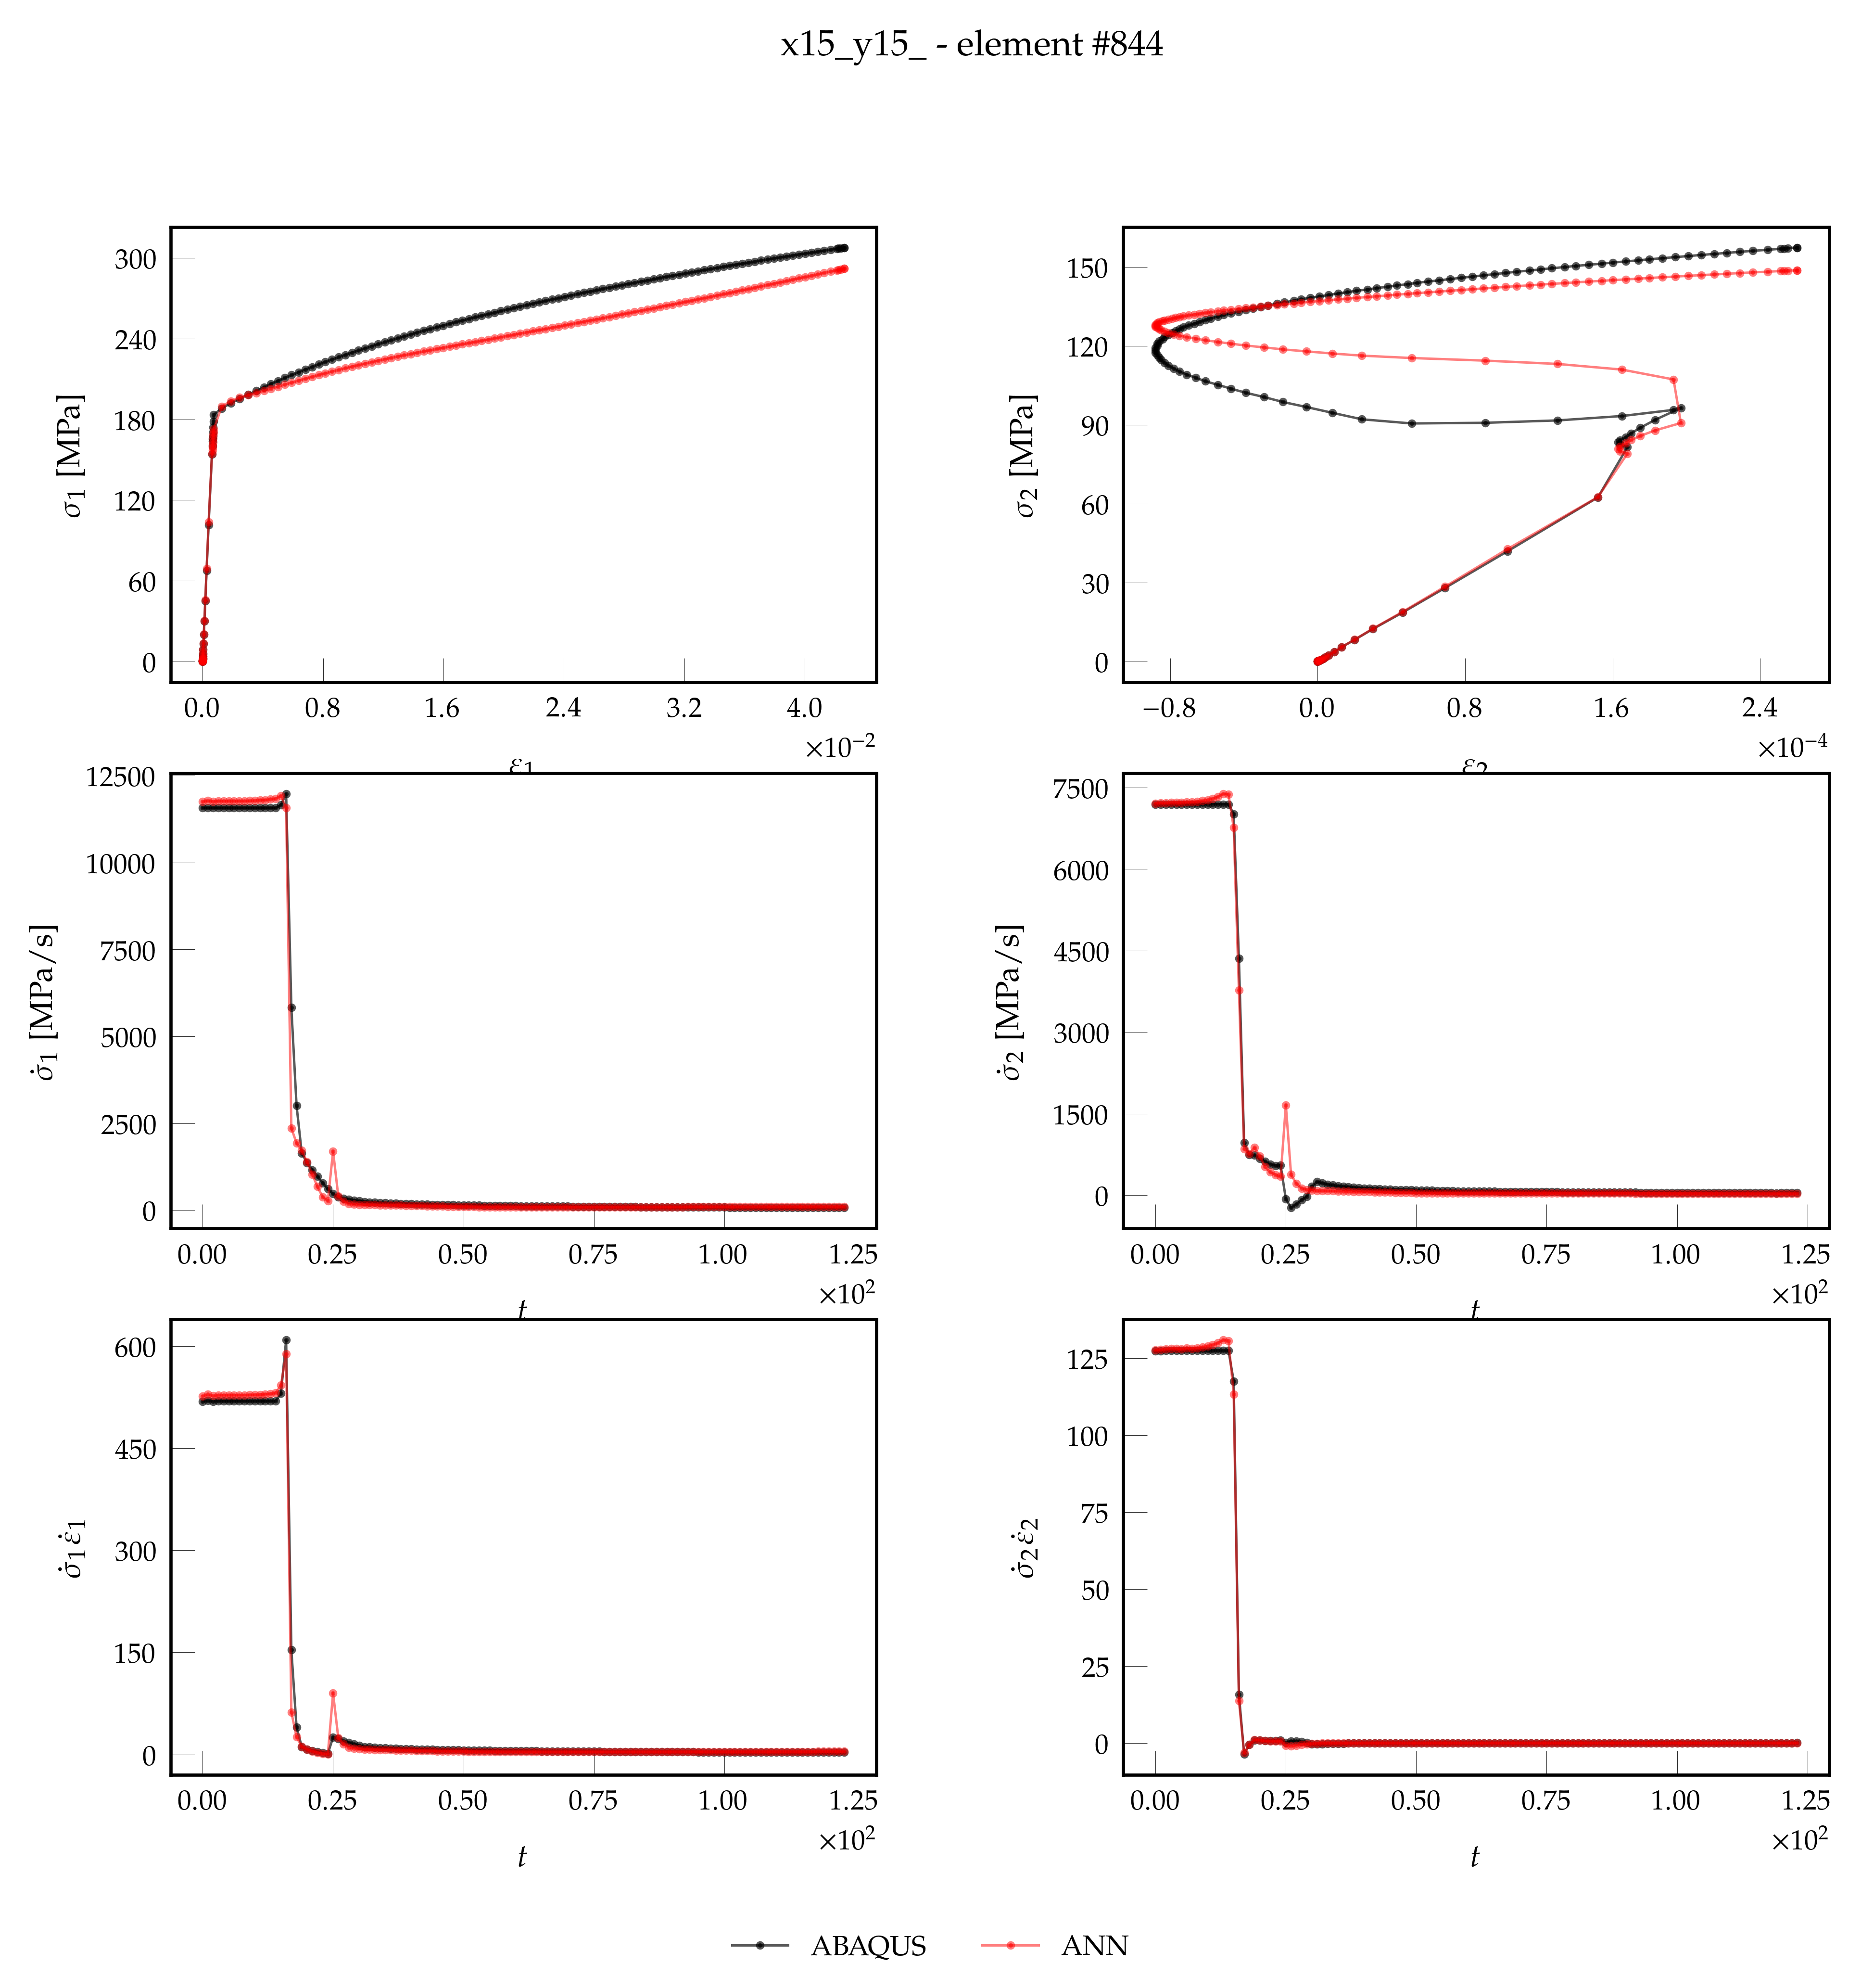 x15_y15_ - element #844
σ1 [MPa]
300
240
180
120
60
0
0.0 0.8 1.6 2.4 3.2 4.0
×10−2
ε1
σ2 [MPa]
150
120
90
60
30
0
−0.8 0.0 0.8 1.6 2.4
×10−4
ε2
σ̇1 [MPa/s]
12500
10000
7500
5000
2500
0
0.00 0.25 0.50 0.75 1.00 1.25
×102
t
σ̇2 [MPa/s]
7500
6000
4500
3000
1500
0
0.00 0.25 0.50 0.75 1.00 1.25
×102
t
σ̇1ε̇1
600
450
300
150
0
0.00 0.25 0.50 0.75 1.00 1.25
×102
t
σ̇2ε̇2
125
100
75
50
25
0
0.00 0.25 0.50 0.75 1.00 1.25
×102
t
ABAQUS ANN